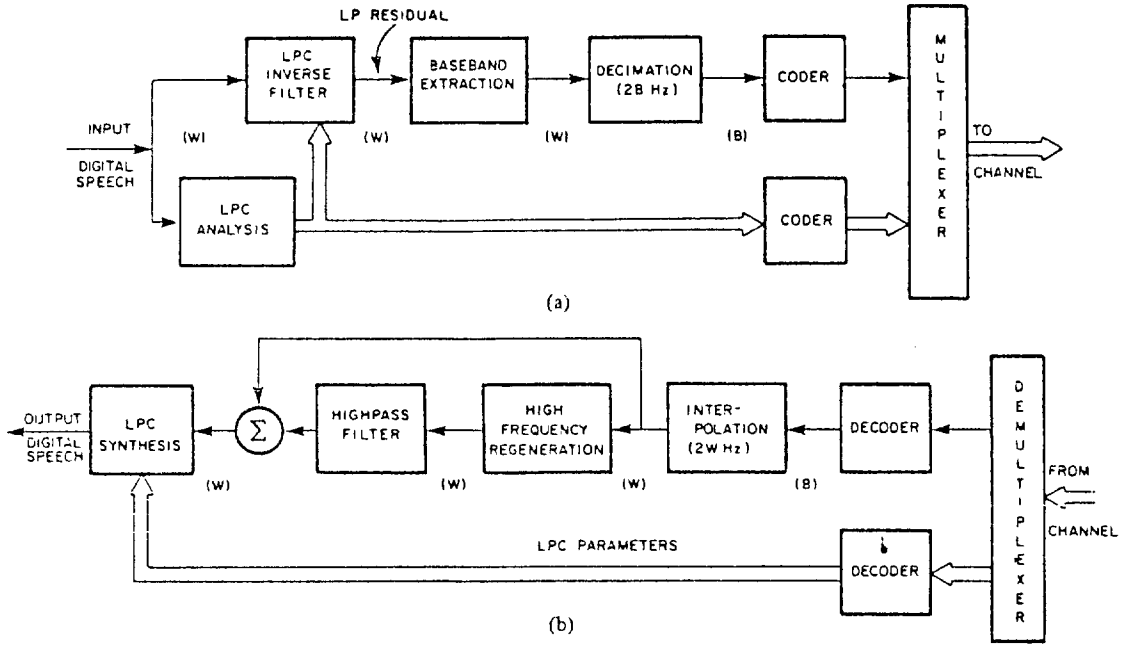 LP RESIDUAL
LPC
INVERSE
FILTER
BASEBAND
EXTRACTION
DECIMATION
(2B Hz)
CODER
MULTIPLEXER
INPUT
DIGITAL
SPEECH
(W)
(W)
(W)
(B)
TO
CHANNEL
LPC
ANALYSIS
CODER
(a)
OUTPUT
DIGITAL
SPEECH
LPC
SYNTHESIS
Σ
HIGHPASS
FILTER
HIGH
FREQUENCY
REGENERATION
INTER-
POLATION
(2W Hz)
DECODER
DEMULTIPLEXER
(W)
(W)
(W)
(B)
FROM
CHANNEL
LPC PARAMETERS
DECODER
(b)